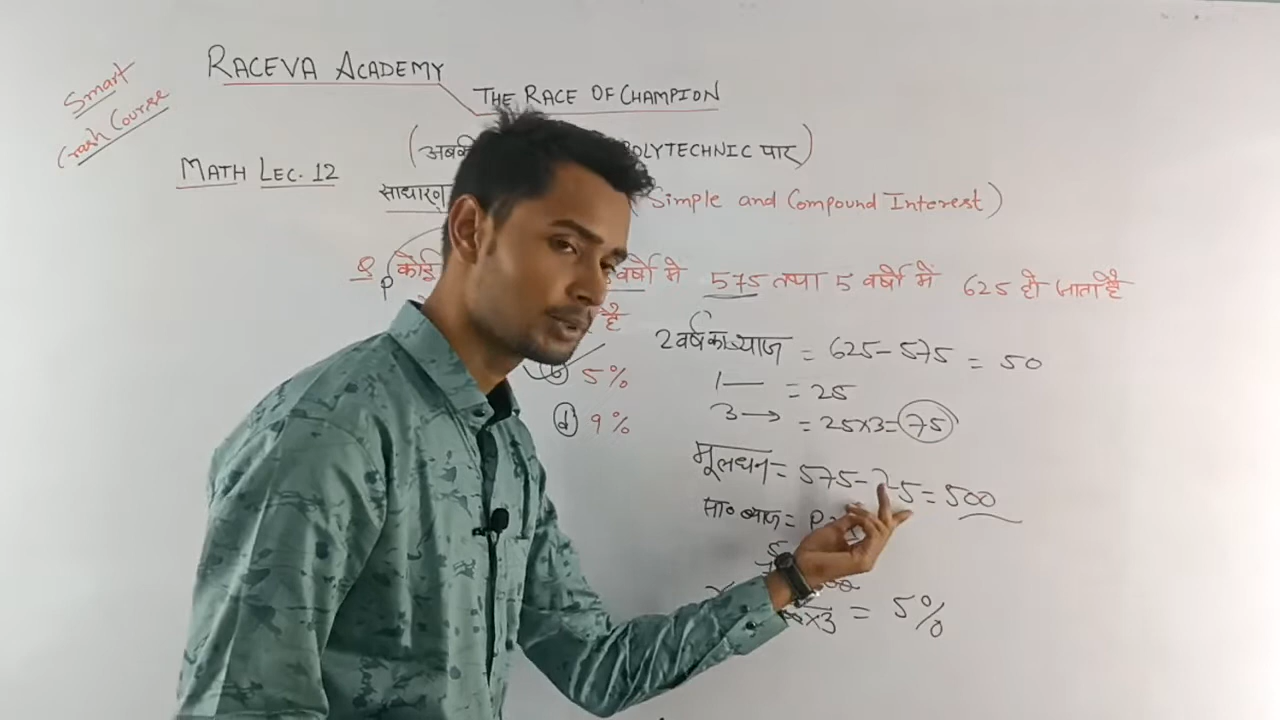 Smart
Crash Course
RACEVA ACADEMY
THE RACE OF CHAMPION
(अबकी POLYTECHNIC पार)
MATH LEC. 12
साधारण Simple and Compound Interest)
Q कोई वर्षो में 575 तथा 5 वर्षो में 625 हो जाती है
P
है
5%
(d) 9%
2 वर्ष का ब्याज = 625-575 = 50
1— = 25
3→ = 25×3= 75
मूलधन = 575- 5 = 500
सा० ब्याज = P
×3 = 5%